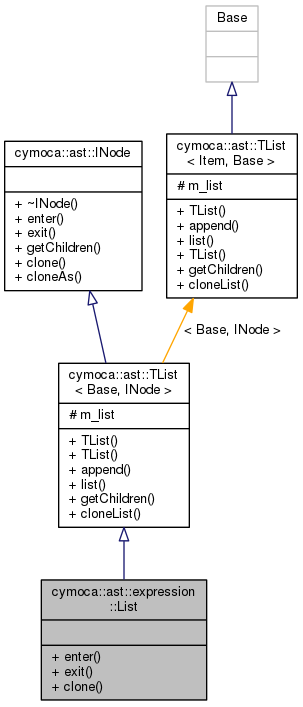 Base
cymoca::ast::INode
+ ~INode()
+ enter()
+ exit()
+ getChildren()
+ clone()
+ cloneAs()
cymoca::ast::TList
< Item, Base >
# m_list
+ TList()
+ append()
+ list()
+ TList()
+ getChildren()
+ cloneList()
< Base, INode >
cymoca::ast::TList
< Base, INode >
# m_list
+ TList()
+ TList()
+ append()
+ list()
+ getChildren()
+ cloneList()
cymoca::ast::expression
::List
+ enter()
+ exit()
+ clone()